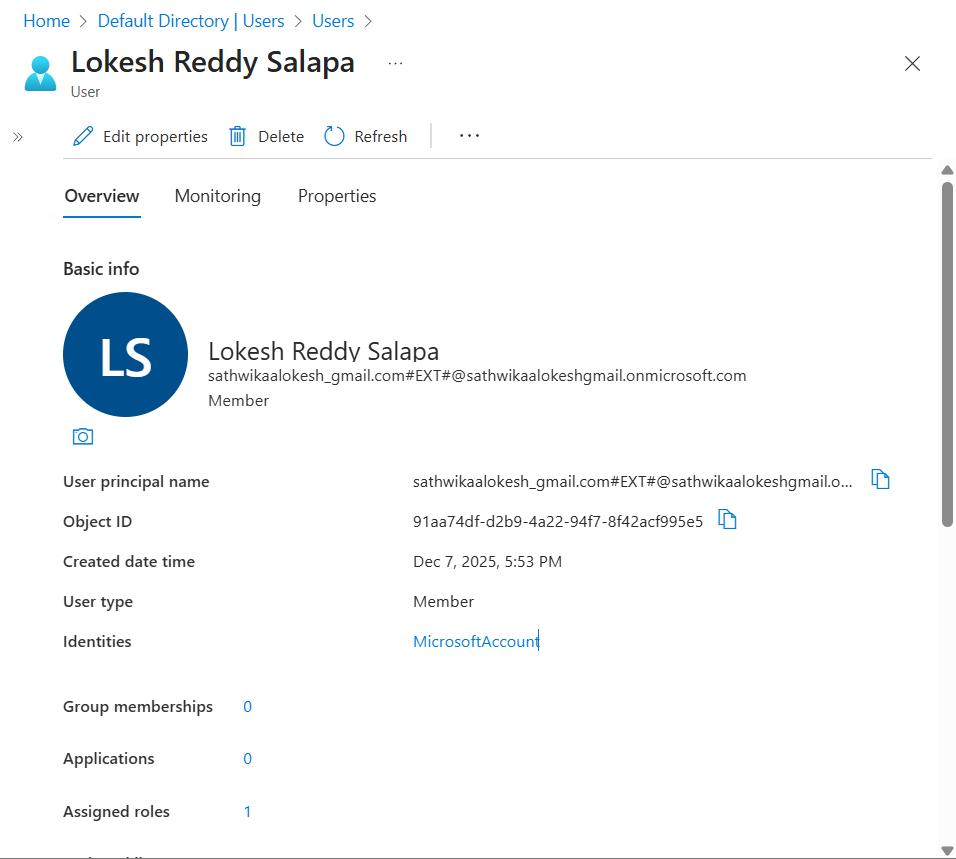 Home > Default Directory | Users > Users >
Lokesh Reddy Salapa ...
User
» Edit properties Delete Refresh ...
Overview Monitoring Properties
Basic info
LS
Lokesh Reddy Salapa
sathwikaalokesh_gmail.com#EXT#@sathwikaalokeshgmail.onmicrosoft.com
Member
User principal name sathwikaalokesh_gmail.com#EXT#@sathwikaalokeshgmail.o...
Object ID 91aa74df-d2b9-4a22-94f7-8f42acf995e5
Created date time Dec 7, 2025, 5:53 PM
User type Member
Identities MicrosoftAccount
Group memberships 0
Applications 0
Assigned roles 1